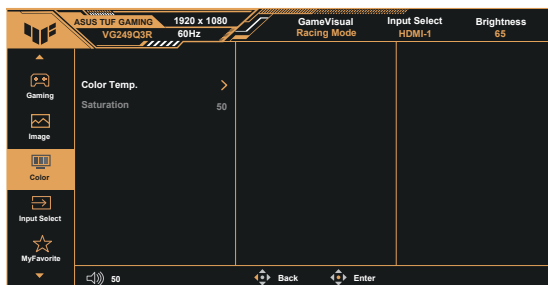 ASUS TUF GAMING 1920 x 1080 GameVisual Input Select Brightness
VG249Q3R 60Hz Racing Mode HDMI-1 65
Gaming
Image
Color
Input Select
MyFavorite
Color Temp.
Saturation 50
50 Back Enter